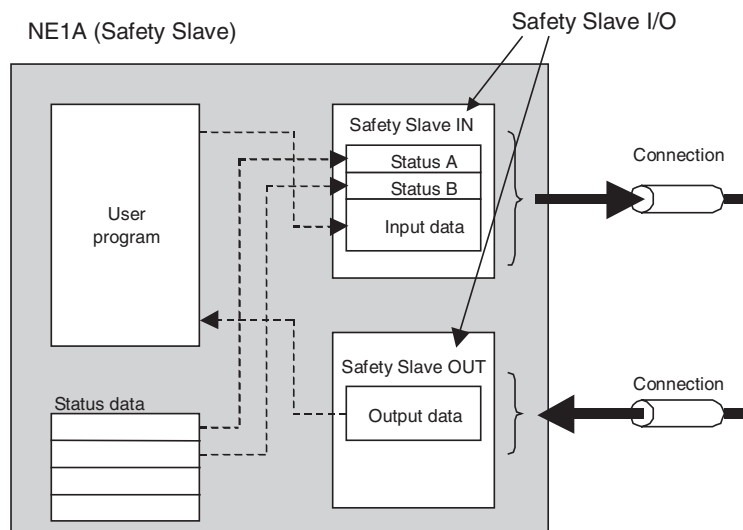 NE1A (Safety Slave)
Safety Slave I/O
Safety Slave IN
Status A
Status B
Input data
User
program
Connection
Safety Slave OUT
Output data
Connection
Status data